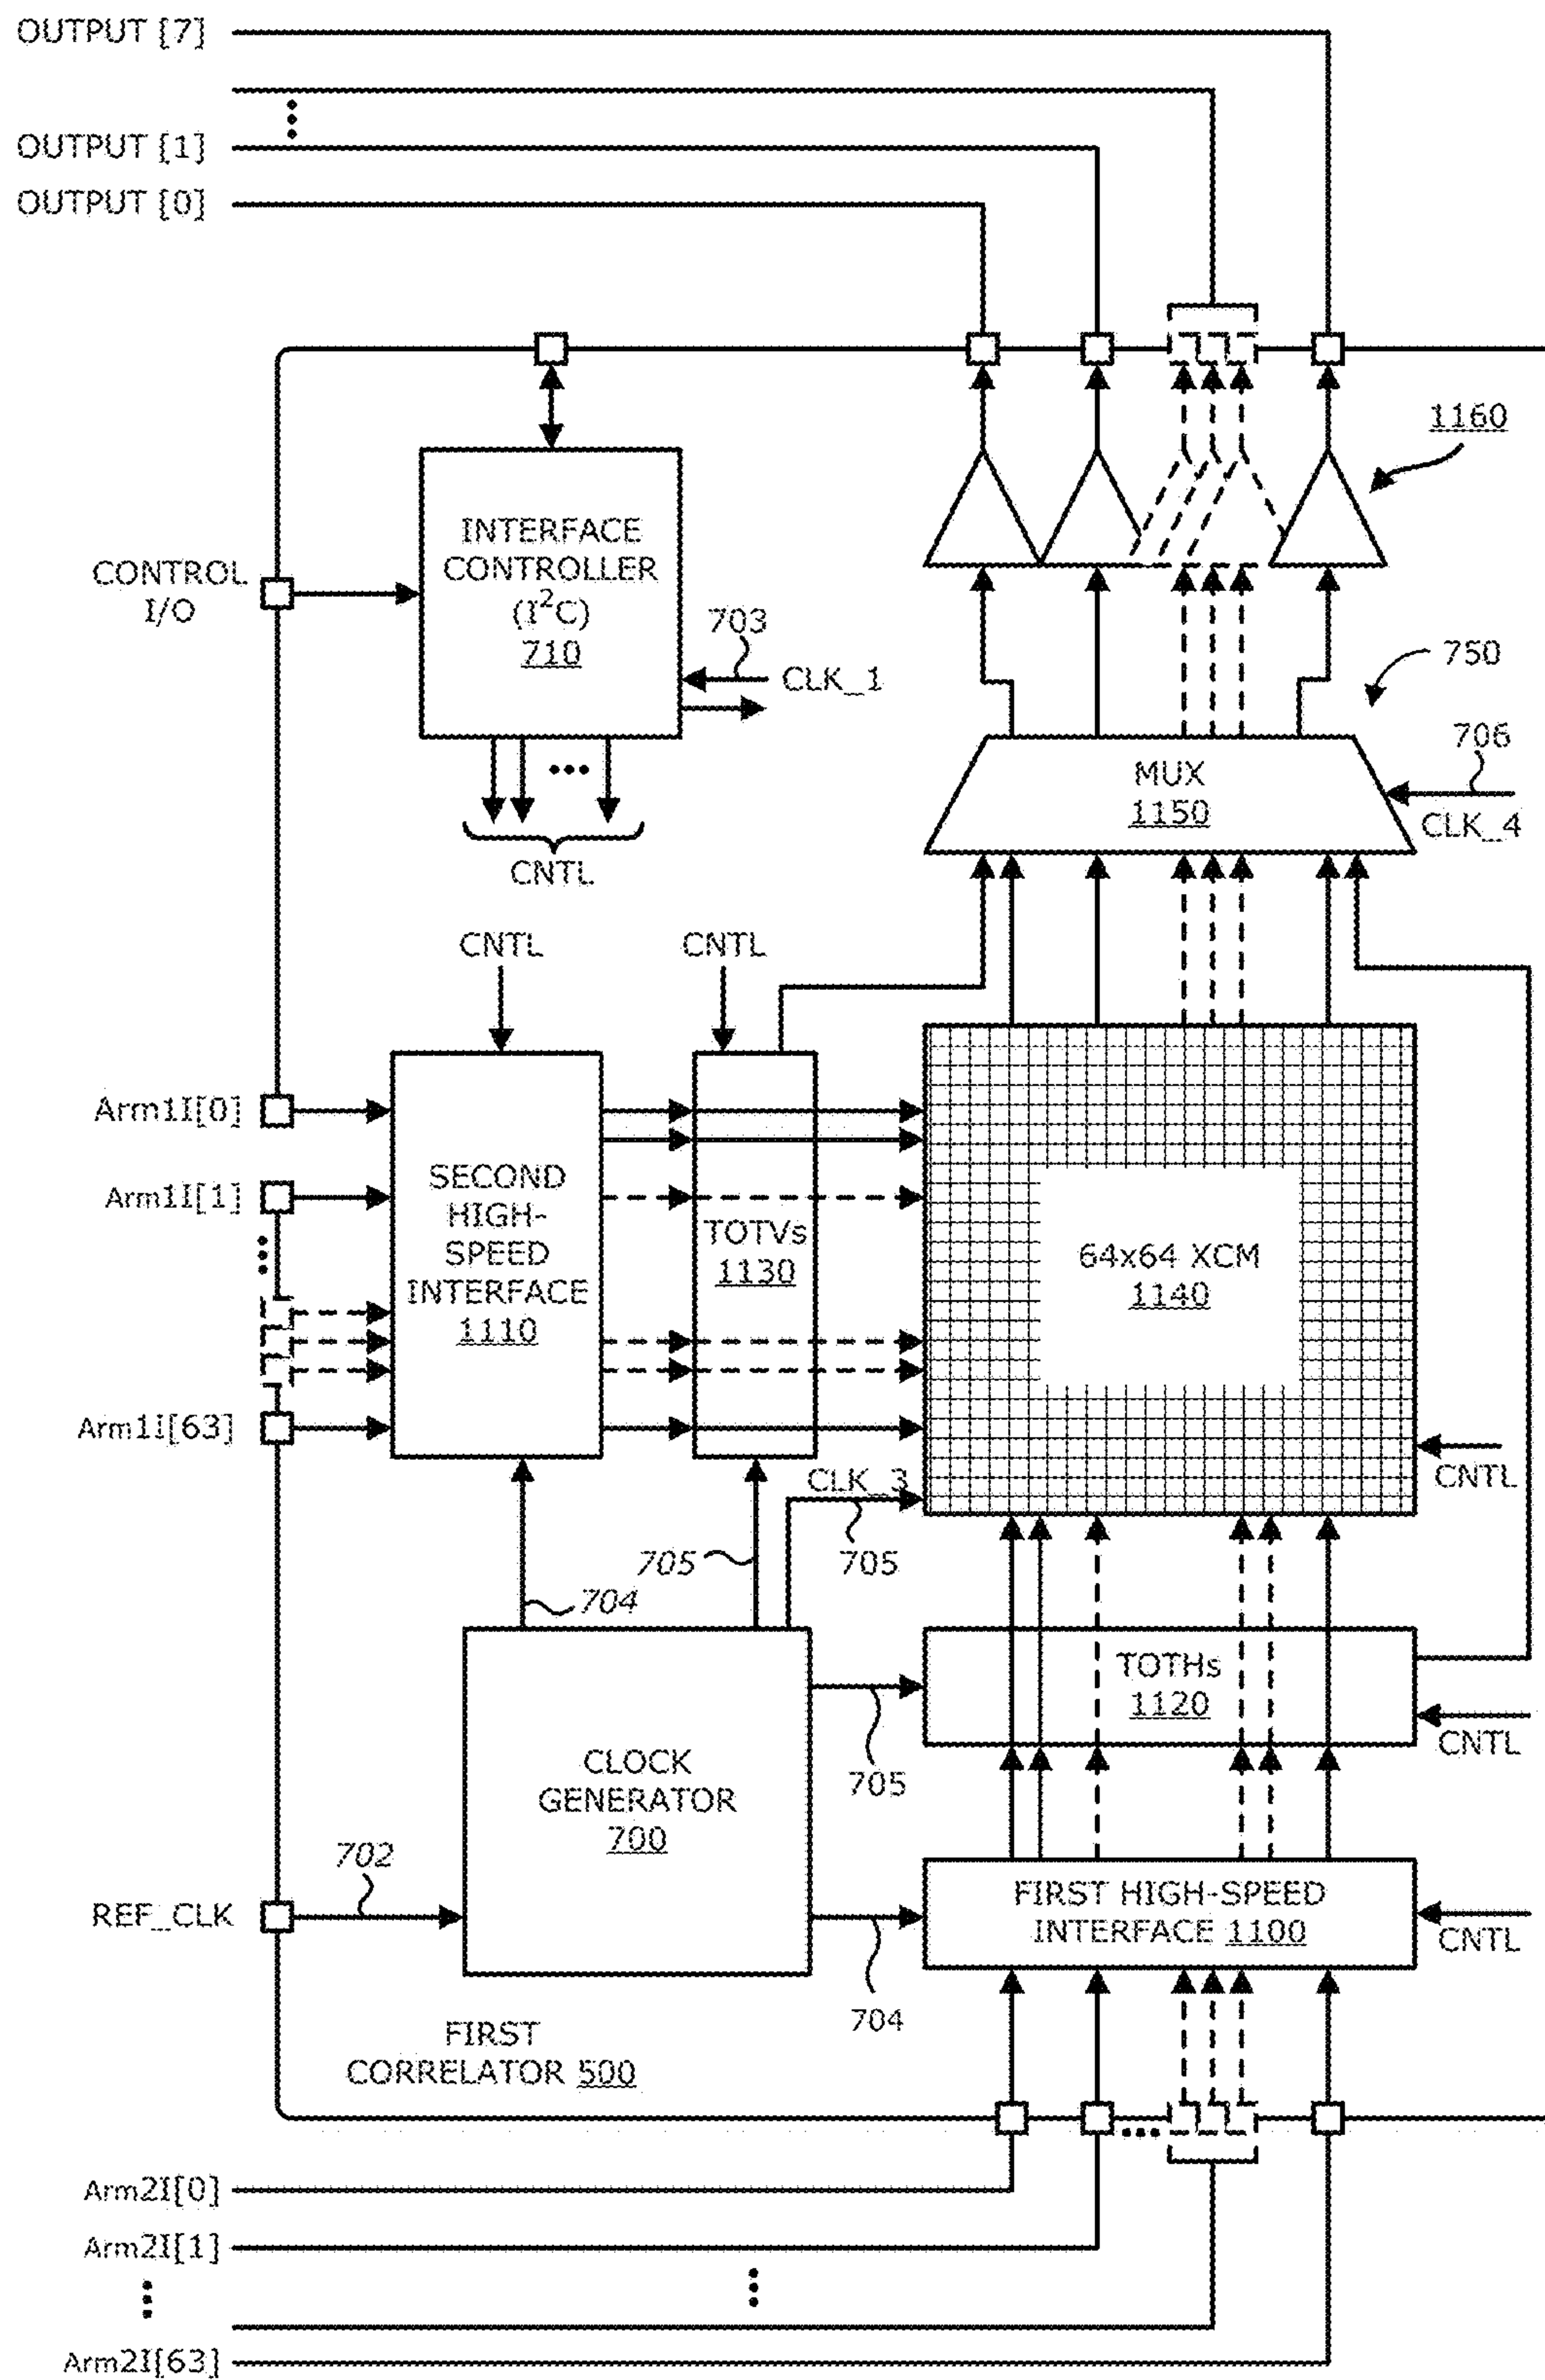 OUTPUT [7]
OUTPUT [1]
OUTPUT [0]
1160
INTERFACE
CONTROLLER
(I²C)
710
CONTROL
I/O
703
CLK_1
750
706
MUX
1150
CLK_4
CNTL
CNTL
CNTL
Arm1I[0]
Arm1I[1]
Arm1I[63]
SECOND
HIGH-
SPEED
INTERFACE
1110
TOTVs
1130
64x64 XCM
1140
CNTL
CLK_3
705
705
704
TOTHs
1120
CNTL
705
CLOCK
GENERATOR
700
702
REF_CLK
FIRST HIGH-SPEED
INTERFACE 1100
CNTL
704
FIRST
CORRELATOR 500
Arm2I[0]
Arm2I[1]
Arm2I[63]